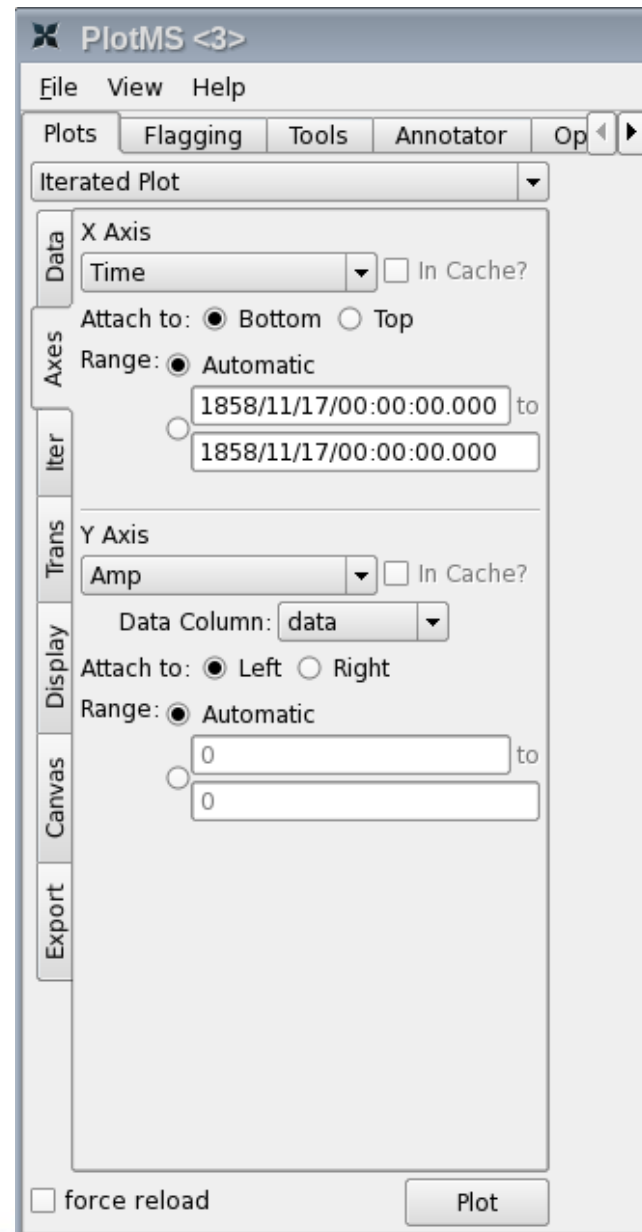 PlotMS <3>
File View Help
Plots Flagging Tools Annotator Op
Iterated Plot
Data
Axes
Iter
Trans
Display
Canvas
Export
X Axis
Time In Cache?
Attach to: Bottom Top
Range: Automatic
1858/11/17/00:00:00.000 to
1858/11/17/00:00:00.000
Y Axis
Amp In Cache?
Data Column: data
Attach to: Left Right
Range: Automatic
0 to
0
force reload Plot